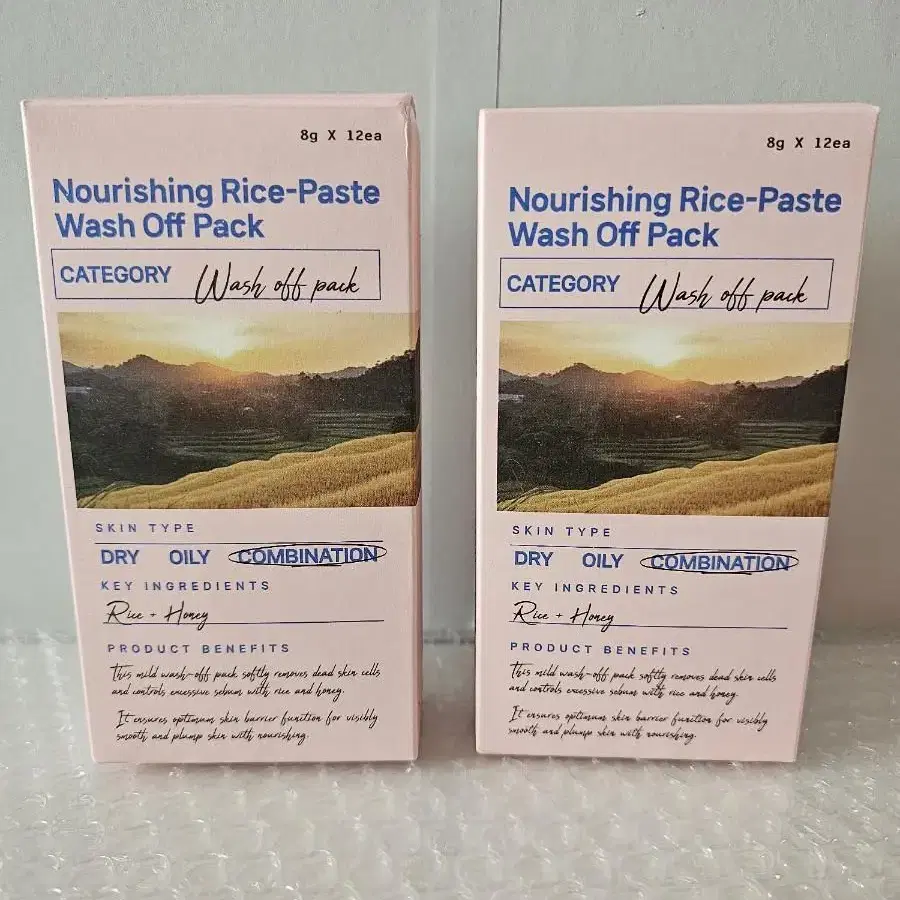 8g X 12ea
Nourishing Rice-Paste
Wash Off Pack
CATEGORY Wash off pack
SKIN TYPE
DRY OILY COMBINATION
KEY INGREDIENTS
Rice + Honey
PRODUCT BENEFITS
This mild wash-off pack softly removes dead skin cells
and controls excessive sebum with rice and honey.
It ensures optimum skin barrier funition for visibly
smooth and plump skin with nourishing.
8g X 12ea
Nourishing Rice-Paste
Wash Off Pack
CATEGORY Wash off pack
SKIN TYPE
DRY OILY COMBINATION
KEY INGREDIENTS
Rice + Honey
PRODUCT BENEFITS
This mild wash-off pack softly removes dead skin cells
and controls excessive sebum with rice and honey.
It ensures optimum skin barrier funition for visibly
smooth and plump skin with nourishing.